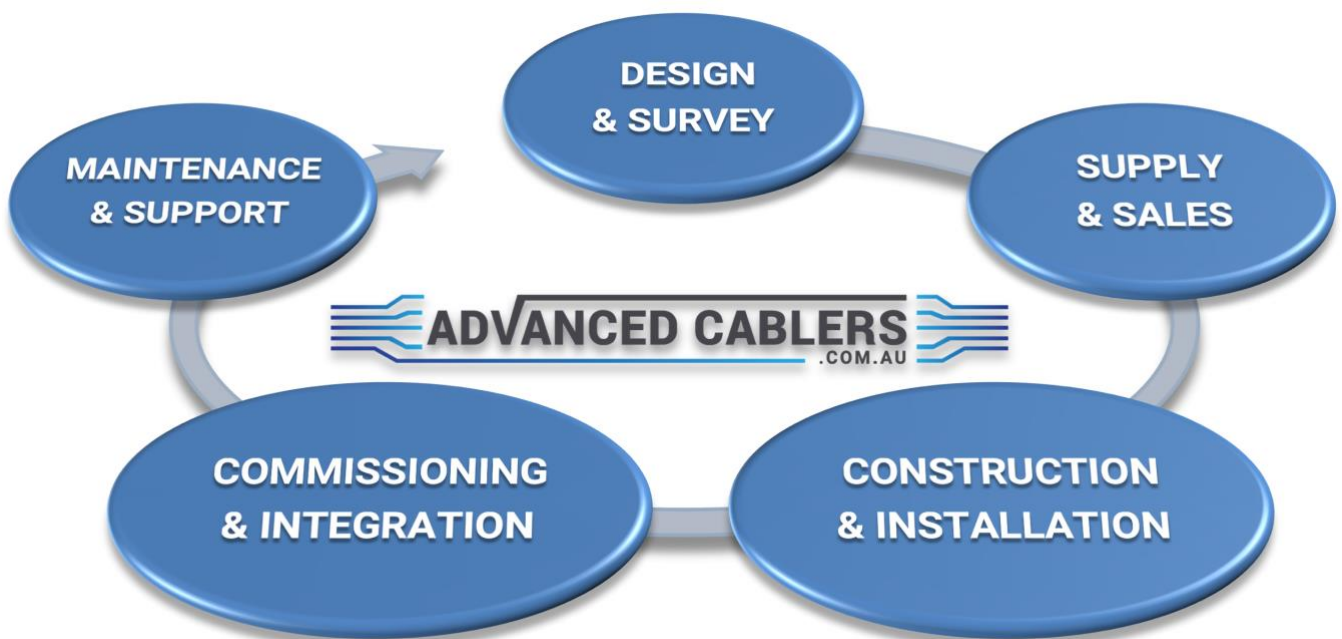 DESIGN
& SURVEY
SUPPLY
& SALES
CONSTRUCTION
& INSTALLATION
COMMISSIONING
& INTEGRATION
MAINTENANCE
& SUPPORT
ADVANCED CABLERS
.COM.AU